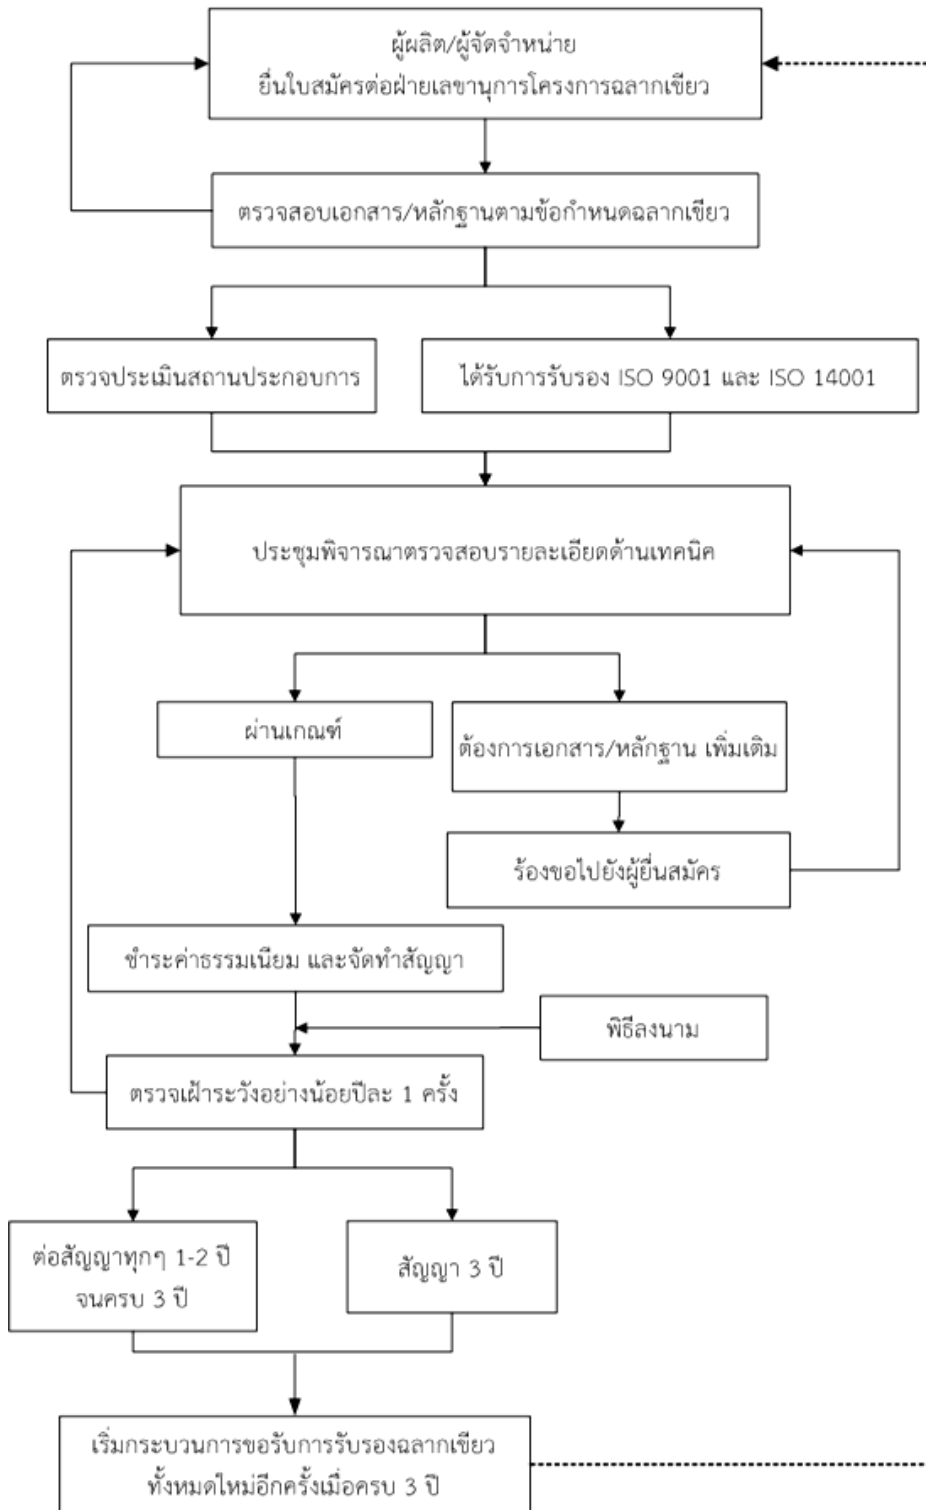 ผู้ผลิต/ผู้จัดจำหน่าย
ยื่นใบสมัครต่อฝ่ายเลขานุการโครงการฉลากเขียว
ตรวจสอบเอกสาร/หลักฐานตามข้อกำหนดฉลากเขียว
ตรวจประเมินสถานประกอบการ
ได้รับการรับรอง ISO 9001 และ ISO 14001
ประชุมพิจารณาตรวจสอบรายละเอียดด้านเทคนิค
ผ่านเกณฑ์
ต้องการเอกสาร/หลักฐาน เพิ่มเติม
ร้องขอไปยังผู้ยื่นสมัคร
ชำระค่าธรรมเนียม และจัดทำสัญญา
พิธีลงนาม
ตรวจเฝ้าระวังอย่างน้อยปีละ 1 ครั้ง
ต่อสัญญาทุกๆ 1-2 ปี
จนครบ 3 ปี
สัญญา 3 ปี
เริ่มกระบวนการขอรับการรับรองฉลากเขียว
ทั้งหมดใหม่อีกครั้งเมื่อครบ 3 ปี